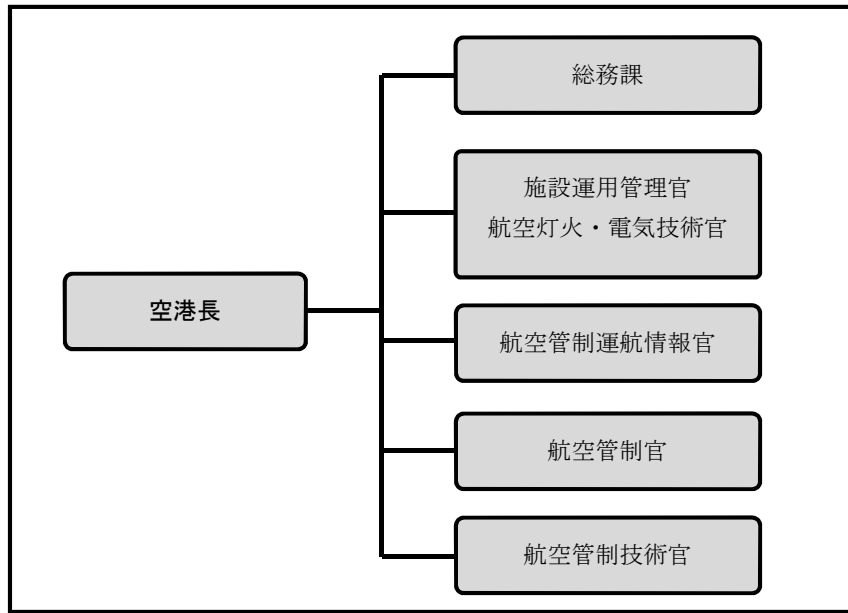 総務課
施設運用管理官
航空灯火・電気技術官
空港長
航空管制運航情報官
航空管制官
航空管制技術官